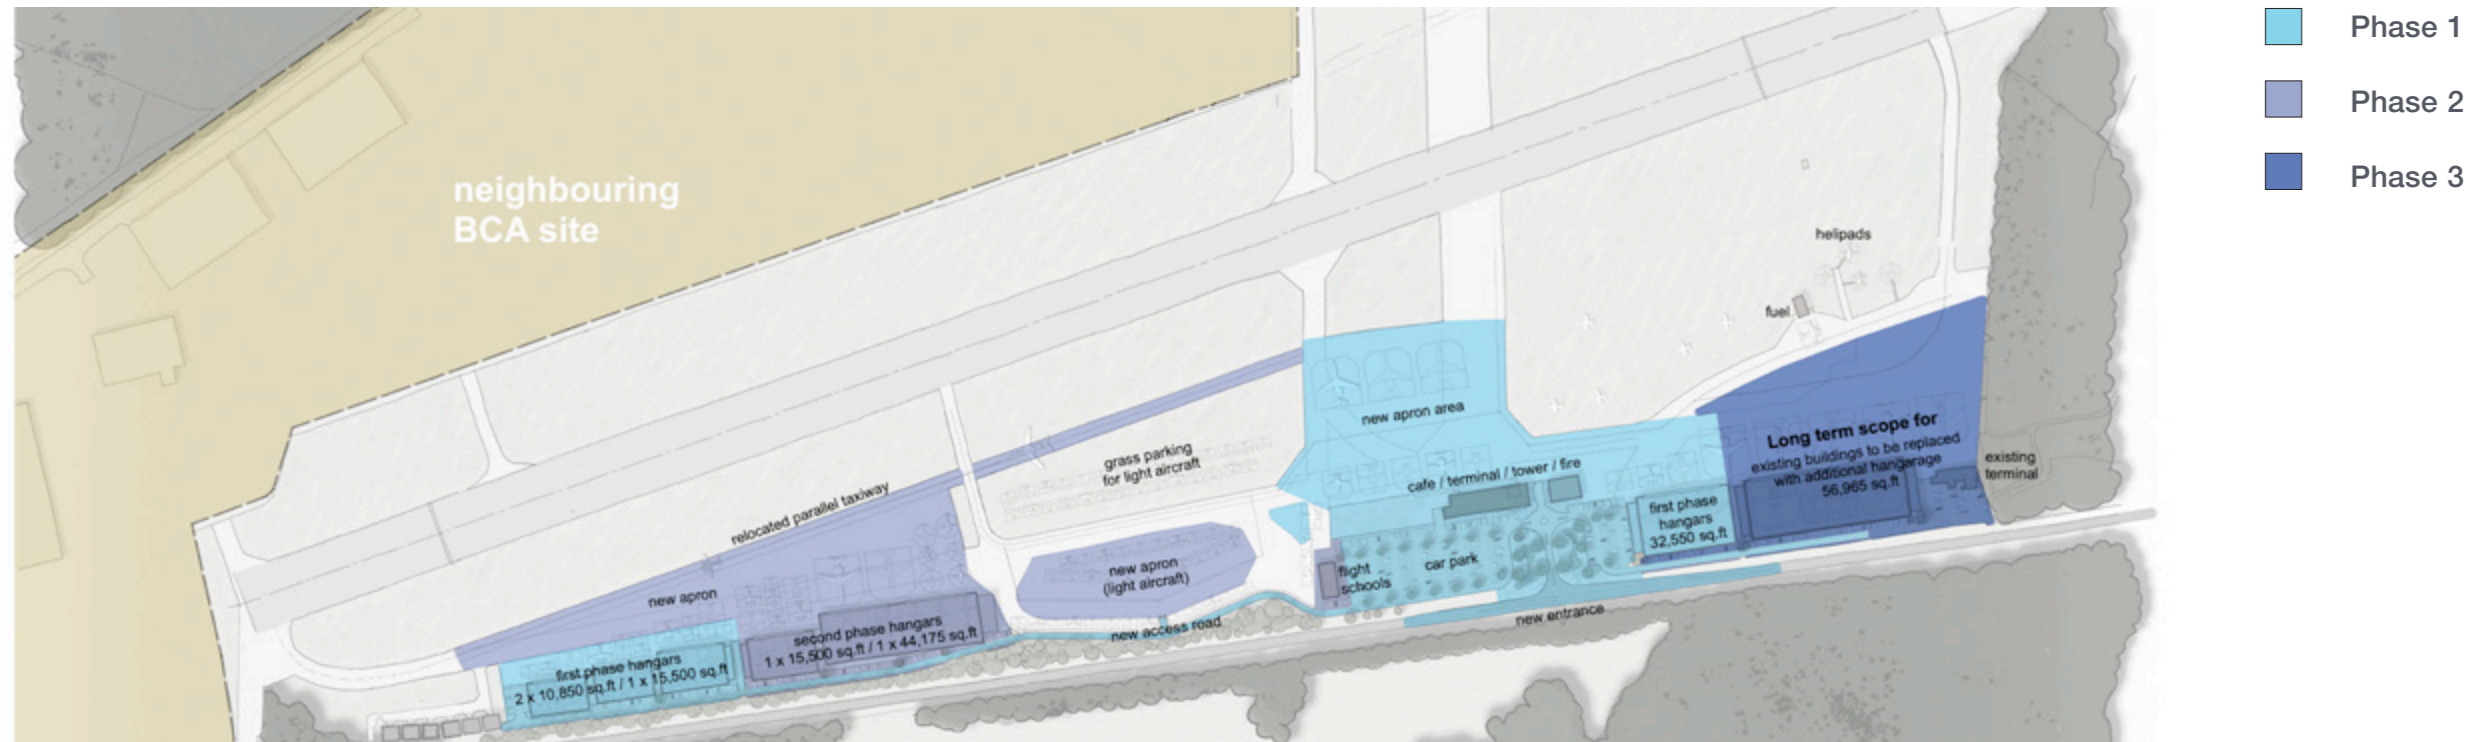 Phase 1
Phase 2
Phase 3
neighbouring
BCA site
helipads
fuel
new apron area
Long term scope for
existing buildings to be replaced
with additional hangarage
56,965 sq.ft
existing
terminal
grass parking
for light aircraft
cafe / terminal / tower / fire
relocated parallel taxiway
first phase
hangars
32,550 sq.ft
new apron
(light aircraft)
flight
schools
car park
new apron
second phase hangars
1 x 15,500 sq.ft / 1 x 44,175 sq.ft
new access road
new entrance
first phase hangars
2 x 10,850 sq.ft / 1 x 15,500 sq.ft